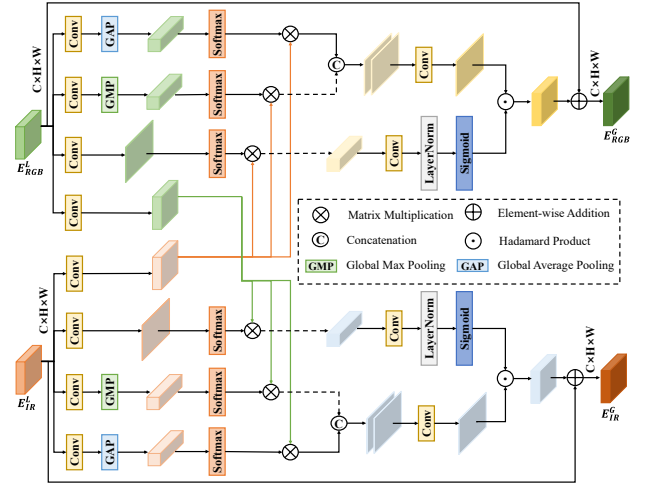 C×H×W
Conv
GAP
Softmax
Conv
GMP
Softmax
C
Conv
C×H×W
E^L_RGB
E^G_RGB
Conv
Softmax
Conv
LayerNorm
Sigmoid
Conv
Matrix Multiplication
Element-wise Addition
C
Concatenation
Hadamard Product
GMP
Global Max Pooling
GAP
Global Average Pooling
Conv
C×H×W
Conv
Softmax
Conv
LayerNorm
Sigmoid
C×H×W
E^L_IR
E^G_IR
Conv
GMP
Softmax
C
Conv
Conv
GAP
Softmax